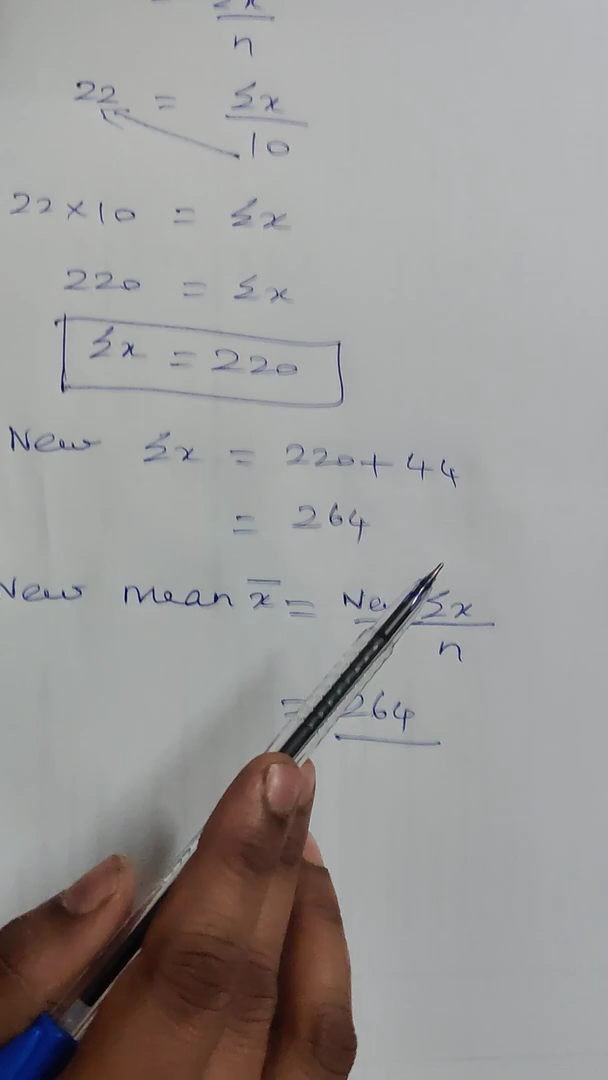 n
22 = Σx
10
22×10 = Σx
220 = Σx
Σx = 220
New Σx = 220+44
= 264
New mean x̄ = Σx
n
= 264